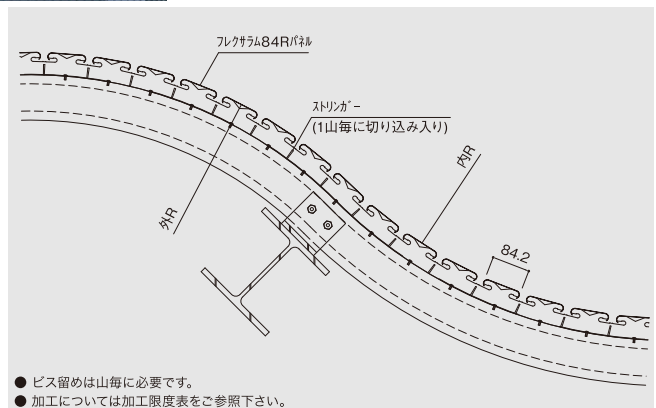 フレクサラム84Rパネル
ストリンガー
(1山毎に切り込み入り)
内R
外R
84.2
● ビス留めは山毎に必要です。
● 加工については加工限度表をご参照下さい。